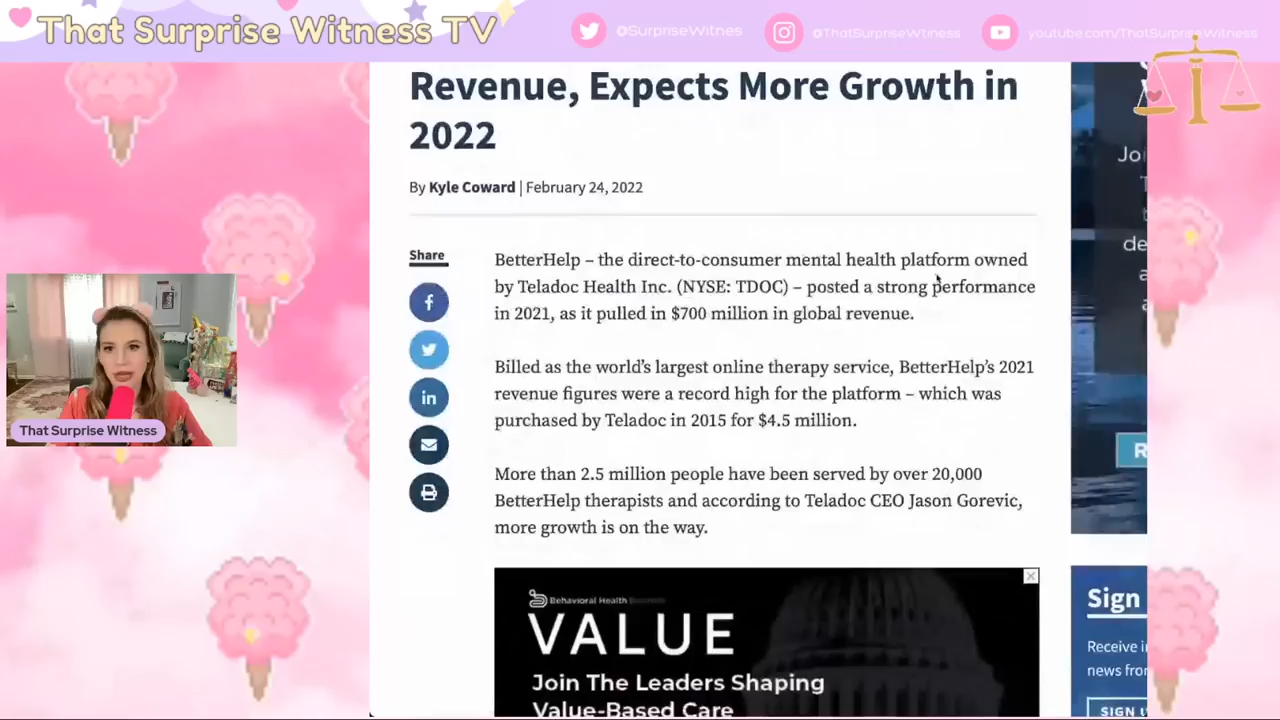 That Surprise Witness TV
@SurpriseWitnes
@ThatSurpriseWtiness
youtube.com/ThatSurpriseWitness
Revenue, Expects More Growth in
2022
By Kyle Coward | February 24, 2022
Share
BetterHelp – the direct-to-consumer mental health platform owned
by Teladoc Health Inc. (NYSE: TDOC) – posted a strong performance
in 2021, as it pulled in $700 million in global revenue.
Billed as the world’s largest online therapy service, BetterHelp’s 2021
revenue figures were a record high for the platform – which was
purchased by Teladoc in 2015 for $4.5 million.
More than 2.5 million people have been served by over 20,000
BetterHelp therapists and according to Teladoc CEO Jason Gorevic,
more growth is on the way.
Behavioral Health
VALUE
Join The Leaders Shaping
Value-Based Care
That Surprise Witness
Jo
de
R
Sign
Receive i
news fro
SIGN